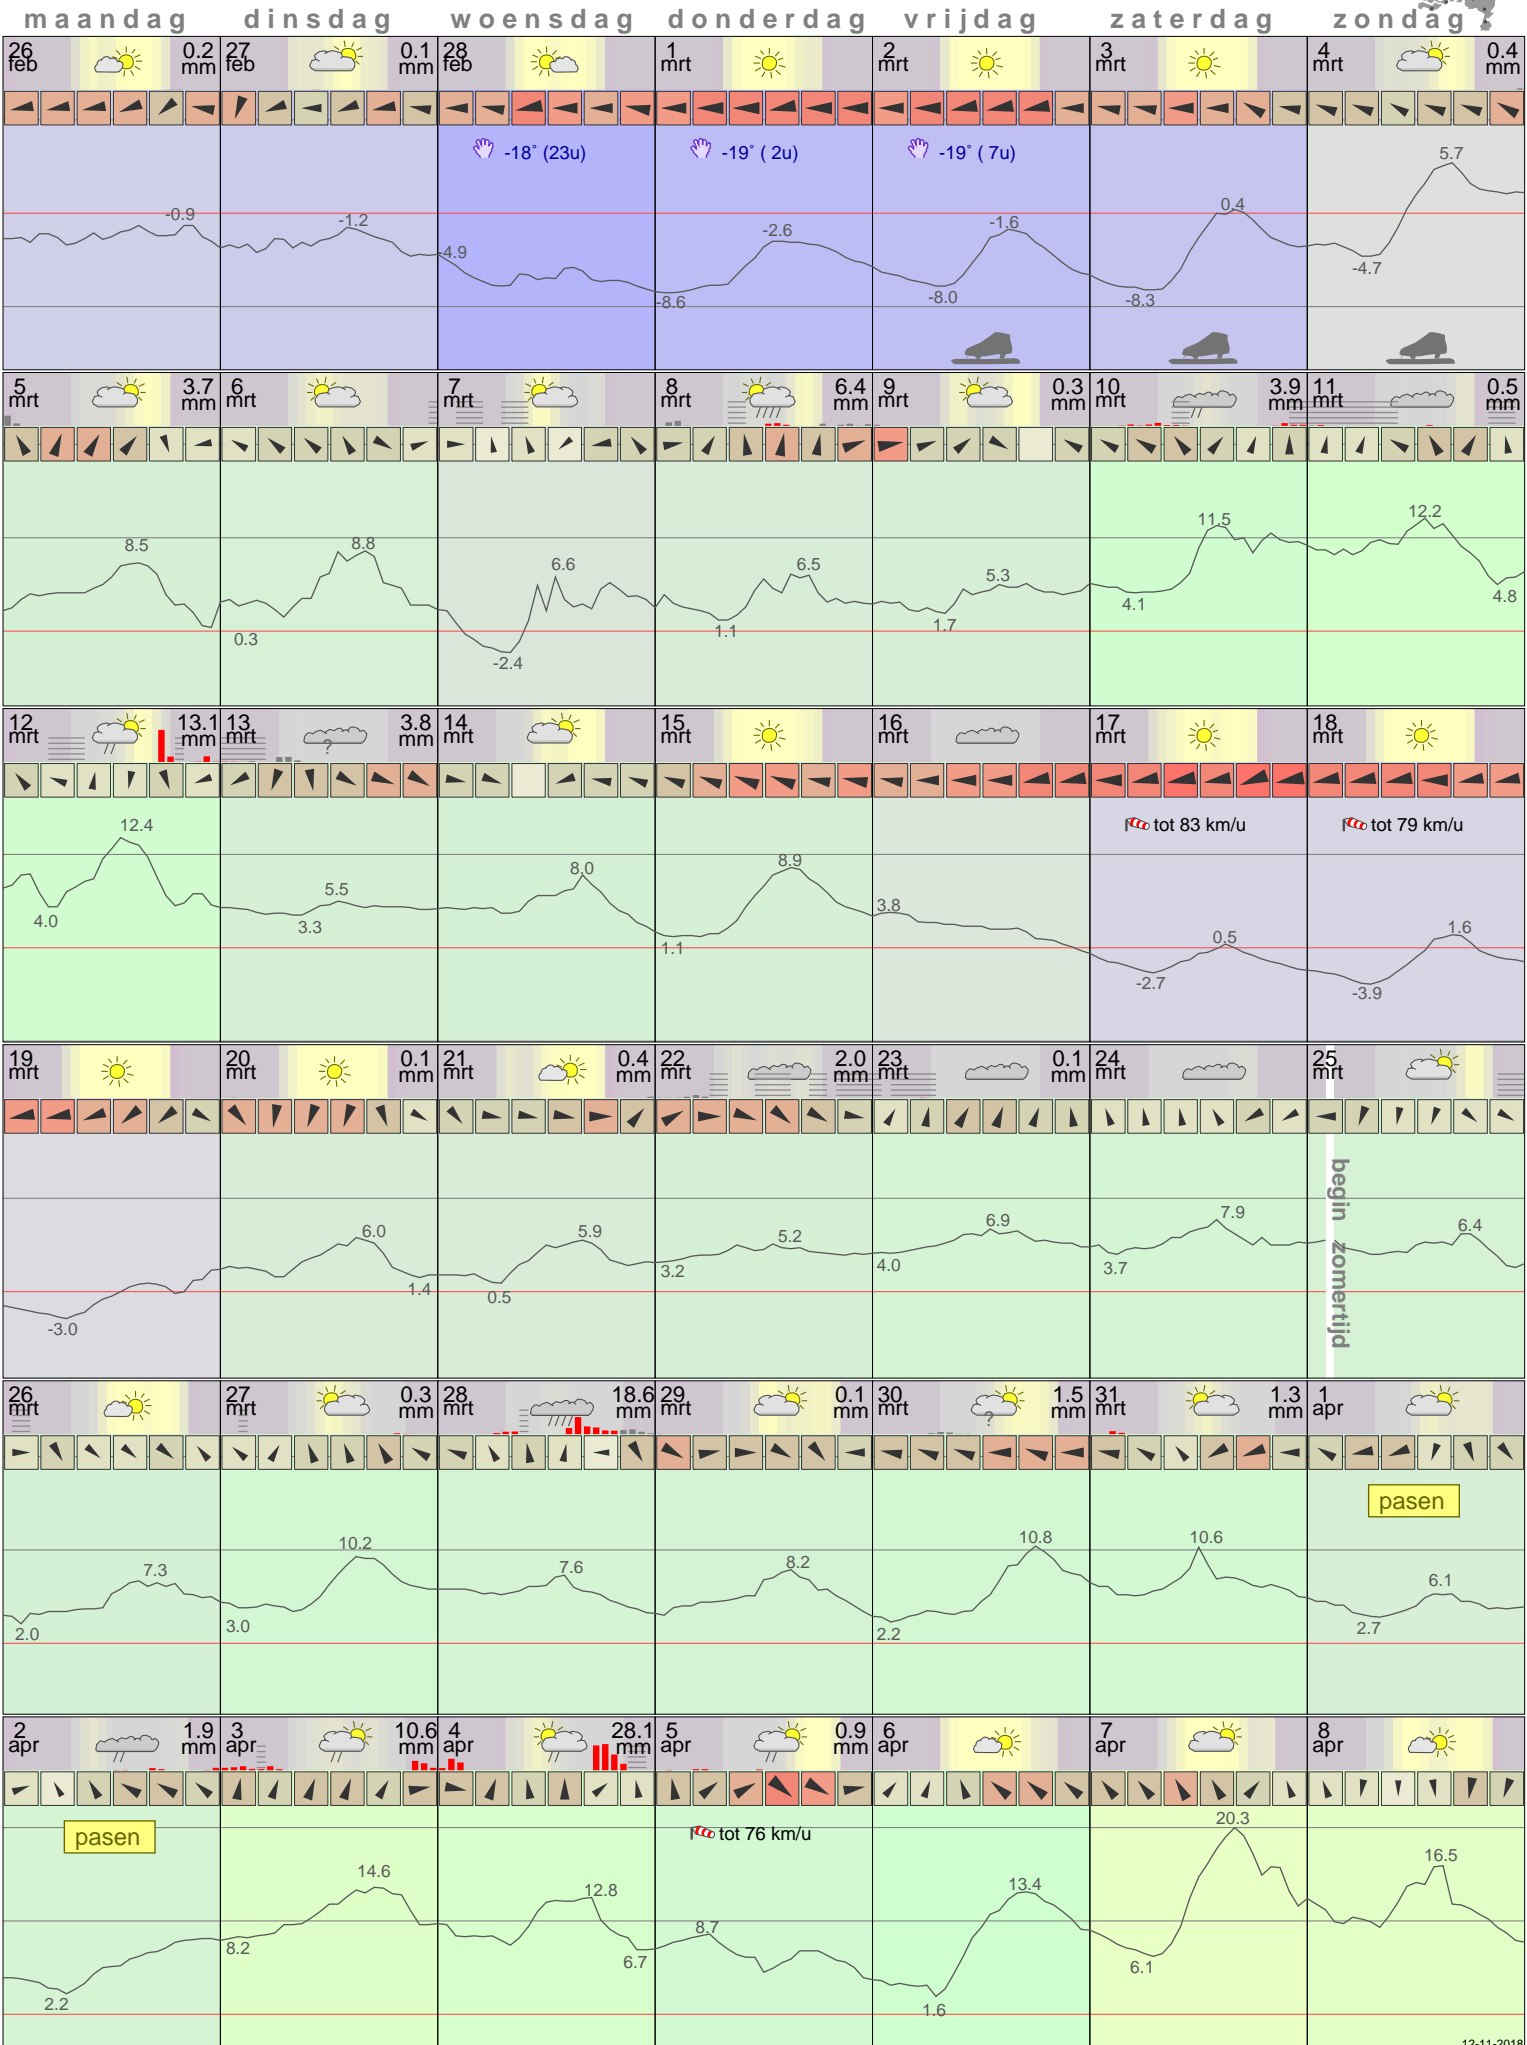 maandag dinsdag woensdag donderdag vrijdag zaterdag zondag
26 feb 0.2 mm 27 feb 0.1 mm 28 feb 1 mrt 2 mrt 3 mrt 4 mrt 0.4 mm
-18° (23u) -19° ( 2u) -19° ( 7u)
-0.9 -1.2 -4.9 -8.6 -2.6 -8.0 -1.6 -8.3 0.4 -4.7 5.7
5 mrt 3.7 mm 6 mrt 7 mrt 8 mrt 6.4 mm 9 mrt 0.3 mm 10 mrt 3.9 mm 11 mrt 0.5 mm
8.5 0.3 8.8 -2.4 6.6 1.1 6.5 1.7 5.3 4.1 11.5 12.2 4.8
12 mrt 13.1 mm 13 mrt ? 3.8 mm 14 mrt 15 mrt 16 mrt 17 mrt 18 mrt
tot 83 km/u tot 79 km/u
4.0 12.4 3.3 5.5 8.0 1.1 8.9 3.8 -2.7 0.5 -3.9 1.6
19 mrt 20 mrt 0.1 mm 21 mrt 0.4 mm 22 mrt 2.0 mm 23 mrt 0.1 mm 24 mrt 25 mrt
begin zomertijd
-3.0 6.0 1.4 0.5 5.9 3.2 5.2 4.0 6.9 3.7 7.9 6.4
26 mrt 27 mrt 0.3 mm 28 mrt 18.6 mm 29 mrt 0.1 mm 30 mrt ? 1.5 mm 31 mrt 1.3 mm 1 apr
pasen
2.0 7.3 3.0 10.2 7.6 8.2 2.2 10.8 10.6 2.7 6.1
2 apr 1.9 mm 3 apr 10.6 mm 4 apr 28.1 mm 5 apr 0.9 mm 6 apr 7 apr 8 apr
pasen tot 76 km/u
2.2 8.2 14.6 12.8 6.7 8.7 1.6 13.4 6.1 20.3 16.5
12-11-2018